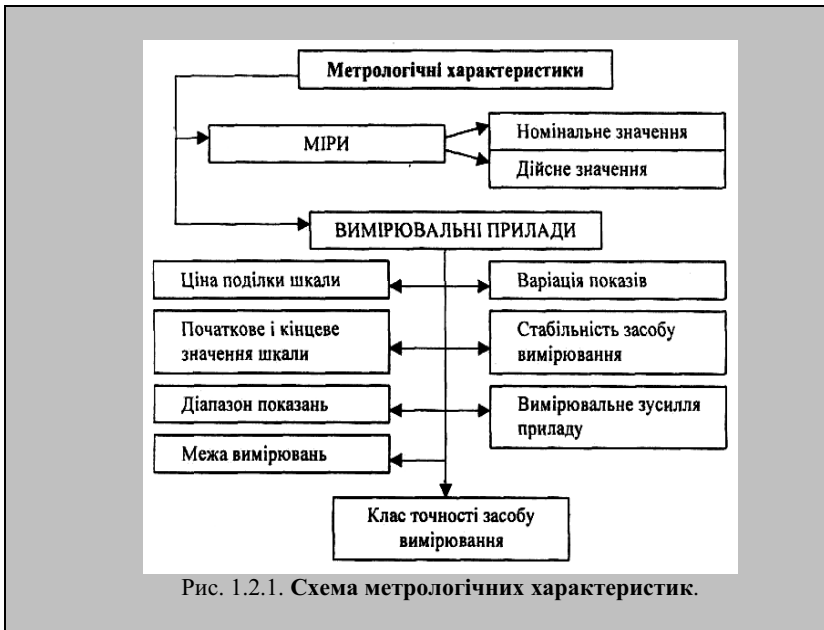 Метрологічні характеристики
МІРИ
Номінальне значення
Дійсне значення
ВИМІРЮВАЛЬНІ ПРИЛАДИ
Ціна поділки шкали
Варіація показів
Початкове і кінцеве
значення шкали
Стабільність засобу
вимірювання
Діапазон показань
Вимірювальне зусилля
приладу
Межа вимірювань
Клас точності засобу
вимірювання
Рис. 1.2.1. Схема метрологічних характеристик.